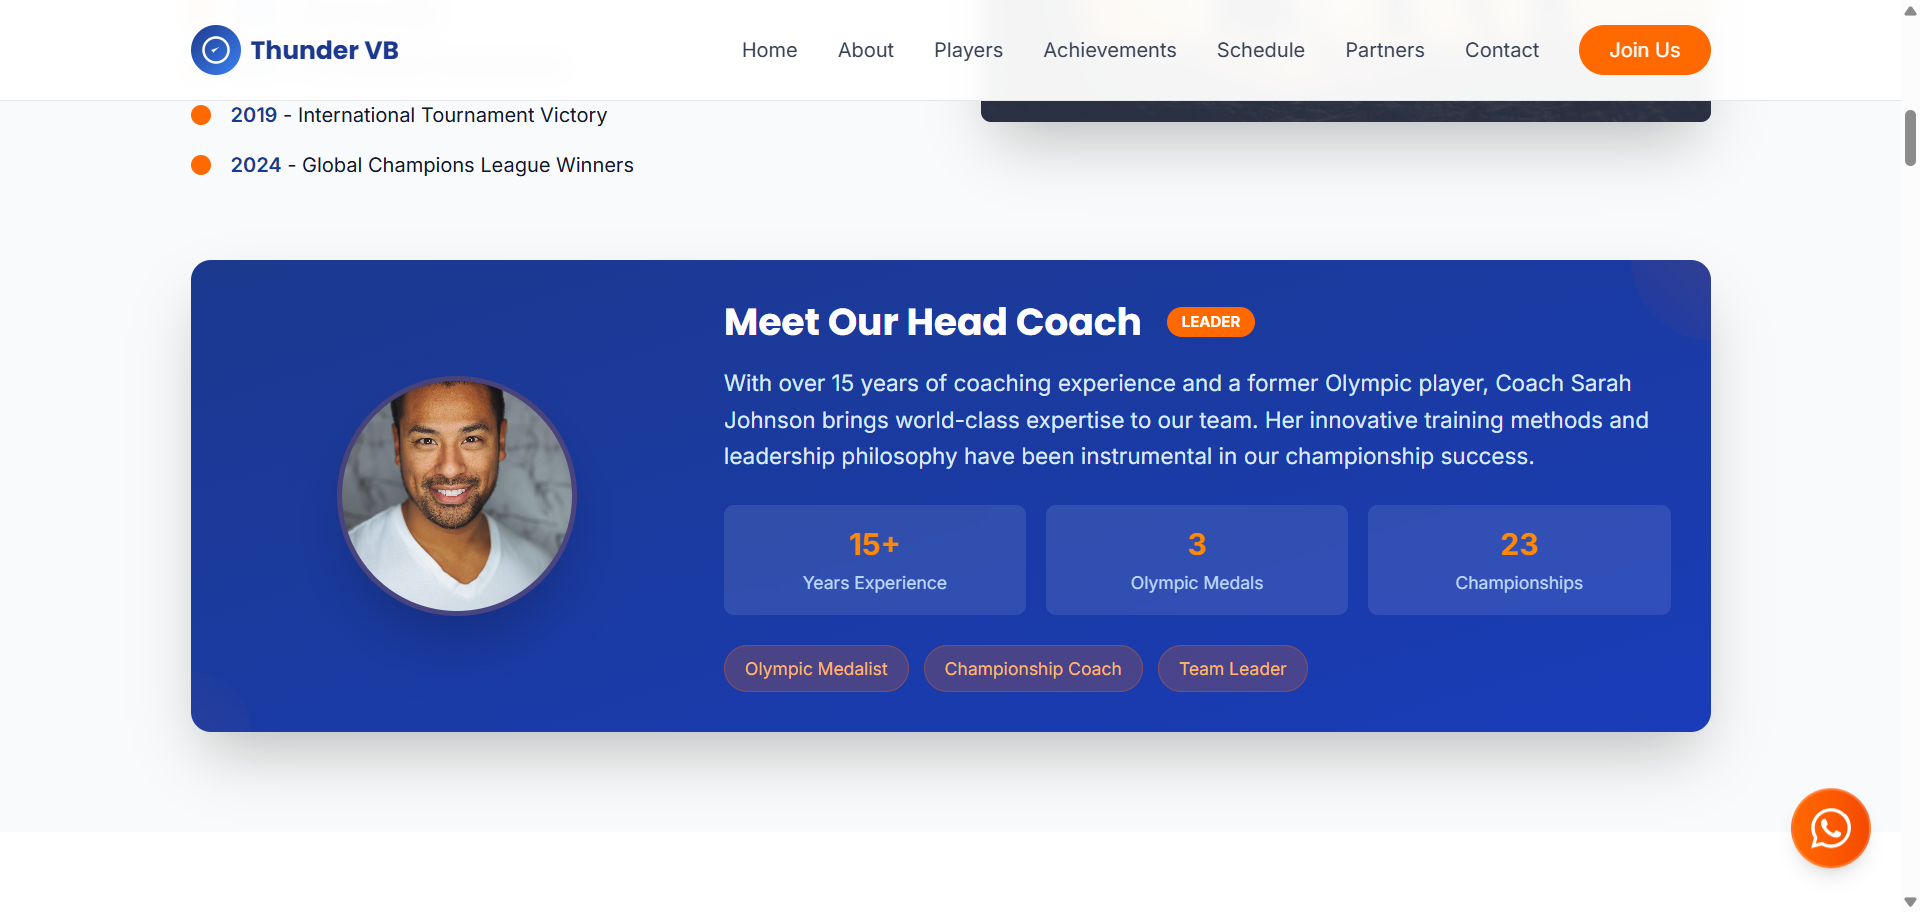 Thunder VB
Home About Players Achievements Schedule Partners Contact Join Us
2019 - International Tournament Victory
2024 - Global Champions League Winners
Meet Our Head Coach LEADER
With over 15 years of coaching experience and a former Olympic player, Coach Sarah
Johnson brings world-class expertise to our team. Her innovative training methods and
leadership philosophy have been instrumental in our championship success.
15+
Years Experience
3
Olympic Medals
23
Championships
Olympic Medalist Championship Coach Team Leader